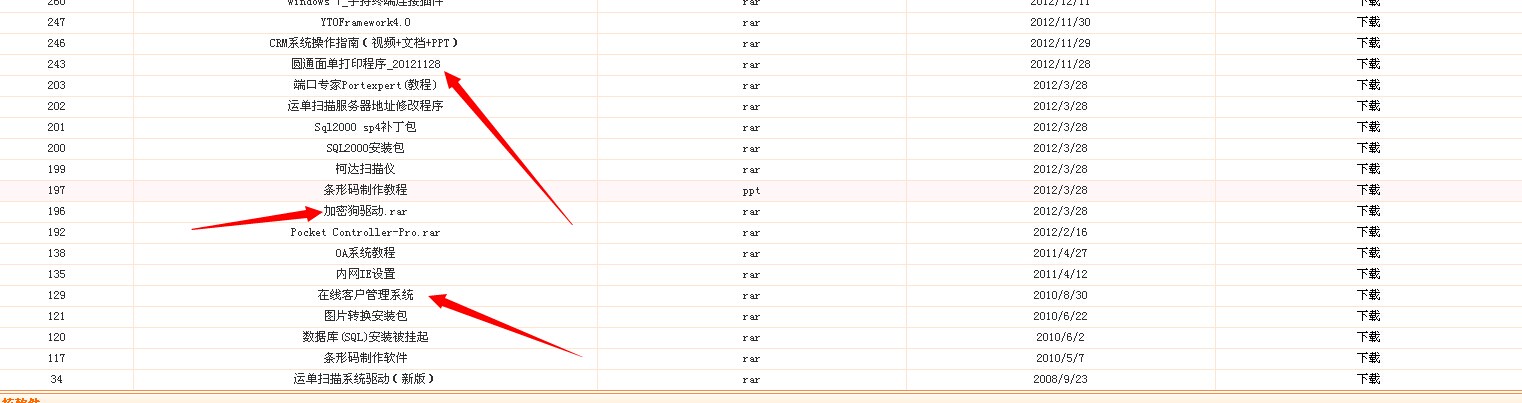 260 Windows 7_手持终端连接插件 rar 2012/12/11 下载
247 YTOFramework4.0 rar 2012/11/30 下载
246 CRM系统操作指南（视频+文档+PPT） rar 2012/11/29 下载
243 圆通面单打印程序_20121128 rar 2012/11/28 下载
203 端口专家Portexpert(教程) rar 2012/3/28 下载
202 运单扫描服务器地址修改程序 rar 2012/3/28 下载
201 Sql2000 sp4补丁包 rar 2012/3/28 下载
200 SQL2000安装包 rar 2012/3/28 下载
199 柯达扫描仪 rar 2012/3/28 下载
197 条形码制作教程 ppt 2012/3/28 下载
196 加密狗驱动.rar rar 2012/3/28 下载
192 Pocket Controller-Pro.rar rar 2012/2/16 下载
138 OA系统教程 rar 2011/4/27 下载
135 内网IE设置 rar 2011/4/12 下载
129 在线客户管理系统 rar 2010/8/30 下载
121 图片转换安装包 rar 2010/6/22 下载
120 数据库(SQL)安装被挂起 rar 2010/6/2 下载
117 条形码制作软件 rar 2010/5/7 下载
34 运单扫描系统驱动（新版） rar 2008/9/23 下载